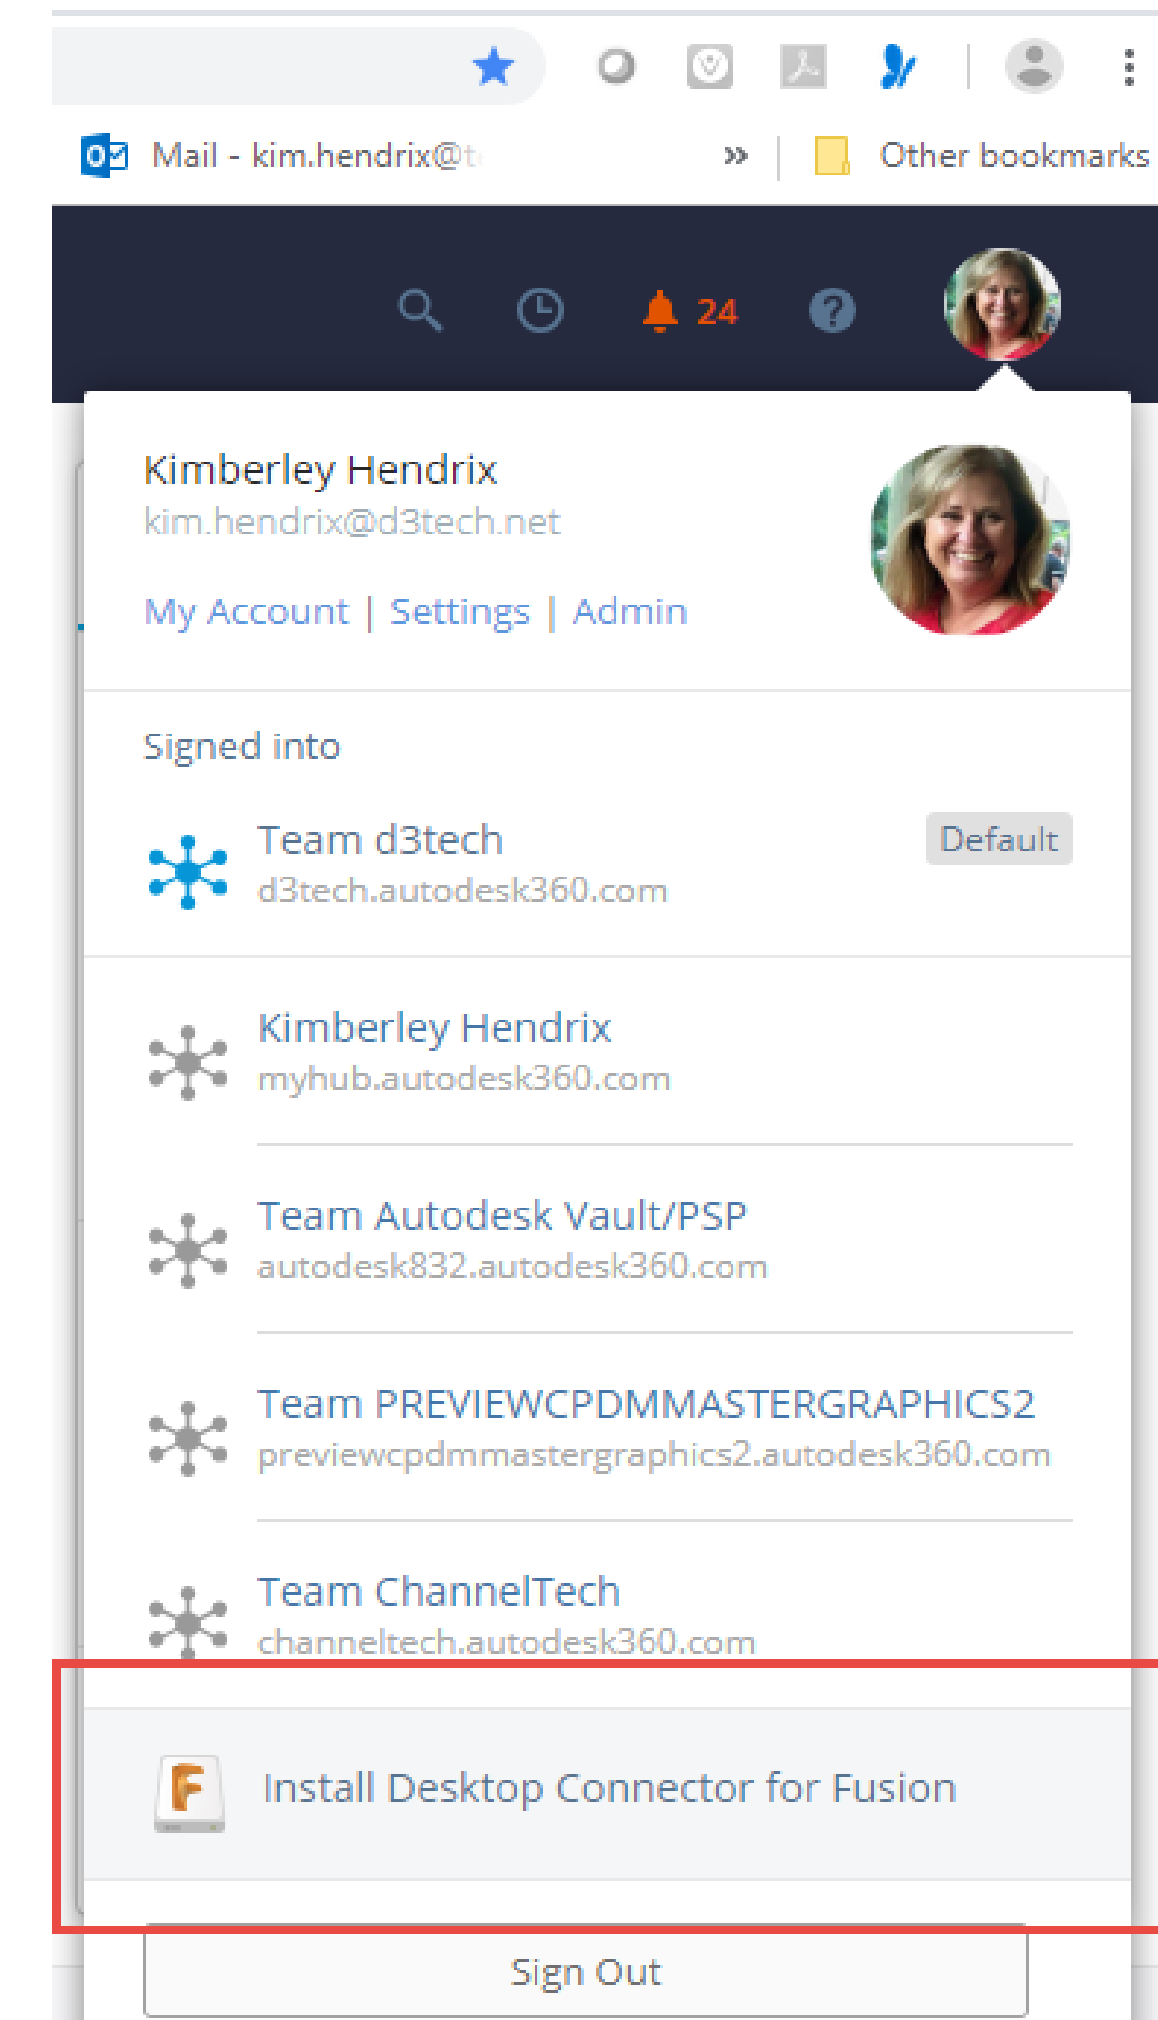 Mail - kim.hendrix@t
» Other bookmarks
24
Kimberley Hendrix
kim.hendrix@d3tech.net
My Account | Settings | Admin
Signed into
Team d3tech
Default
d3tech.autodesk360.com
Kimberley Hendrix
myhub.autodesk360.com
Team Autodesk Vault/PSP
autodesk832.autodesk360.com
Team PREVIEWCPDMMASTERGRAPHICS2
previewcpdmmastergraphics2.autodesk360.com
Team ChannelTech
channeltech.autodesk360.com
F
Install Desktop Connector for Fusion
Sign Out